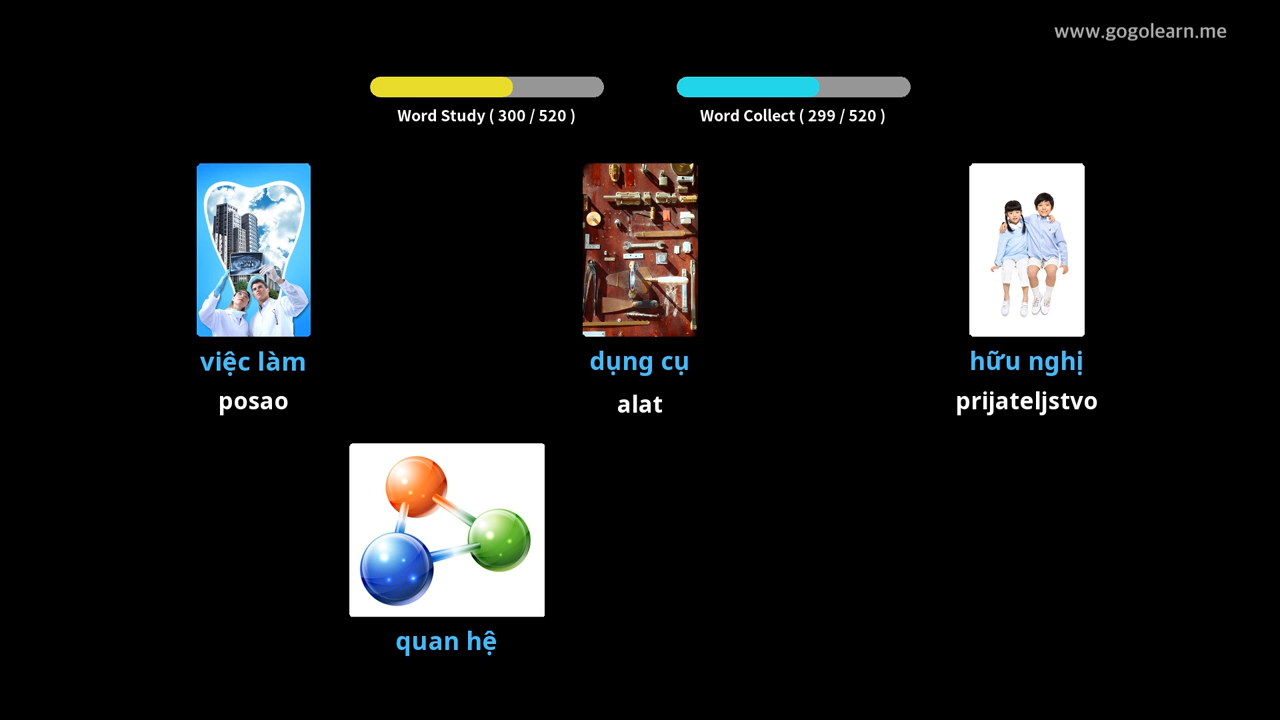 www.gogolearn.me
Word Study ( 300 / 520 )
Word Collect ( 299 / 520 )
việc làm
posao
dụng cụ
alat
hữu nghị
prijateljstvo
quan hệ